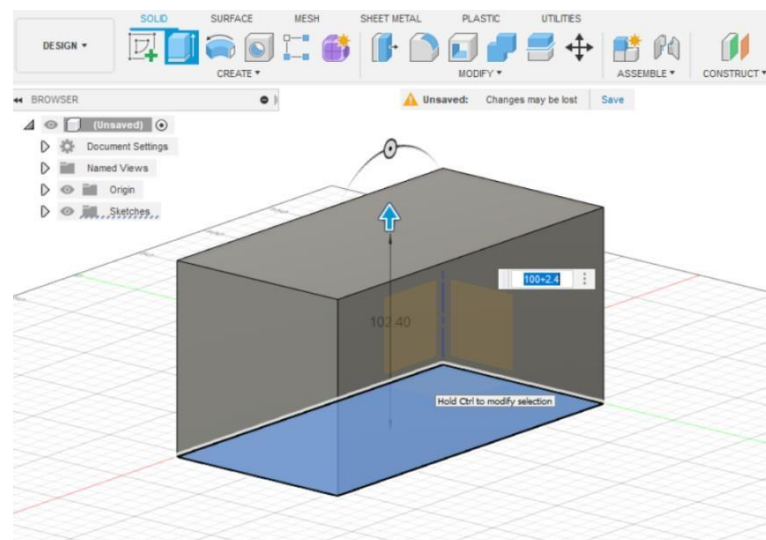 SOLID SURFACE MESH SHEET METAL PLASTIC UTILITIES
DESIGN ▾
CREATE ▾ MODIFY ▾ ASSEMBLE ▾ CONSTRUCT ▾
BROWSER
Unsaved: Changes may be lost Save
(Unsaved)
Document Settings
Named Views
Origin
Sketches
100+2.4
102.40
Hold Ctrl to modify selection